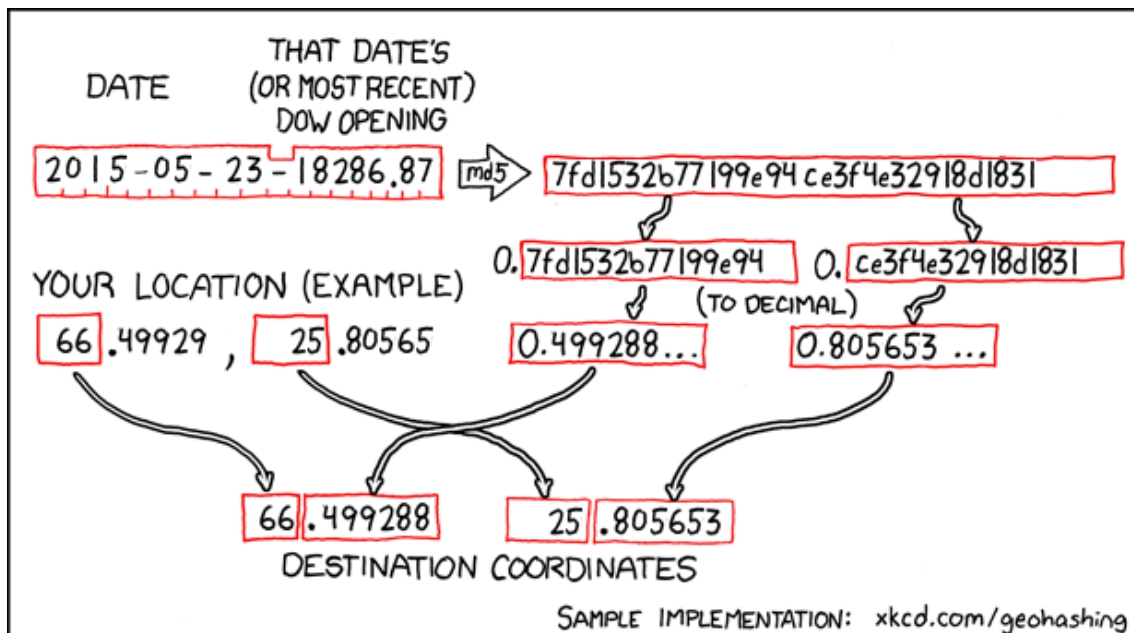 DATE
THAT DATE'S
(OR MOST RECENT)
DOW OPENING
2015-05-23-18286.87
md5
7fd1532b77199e94ce3f4e32918d1831
0.7fd1532b77199e94
0.ce3f4e32918d1831
YOUR LOCATION (EXAMPLE)
(TO DECIMAL)
66.49929, 25.80565
0.499288...
0.805653...
66.499288
25.805653
DESTINATION COORDINATES
SAMPLE IMPLEMENTATION: xkcd.com/geohashing